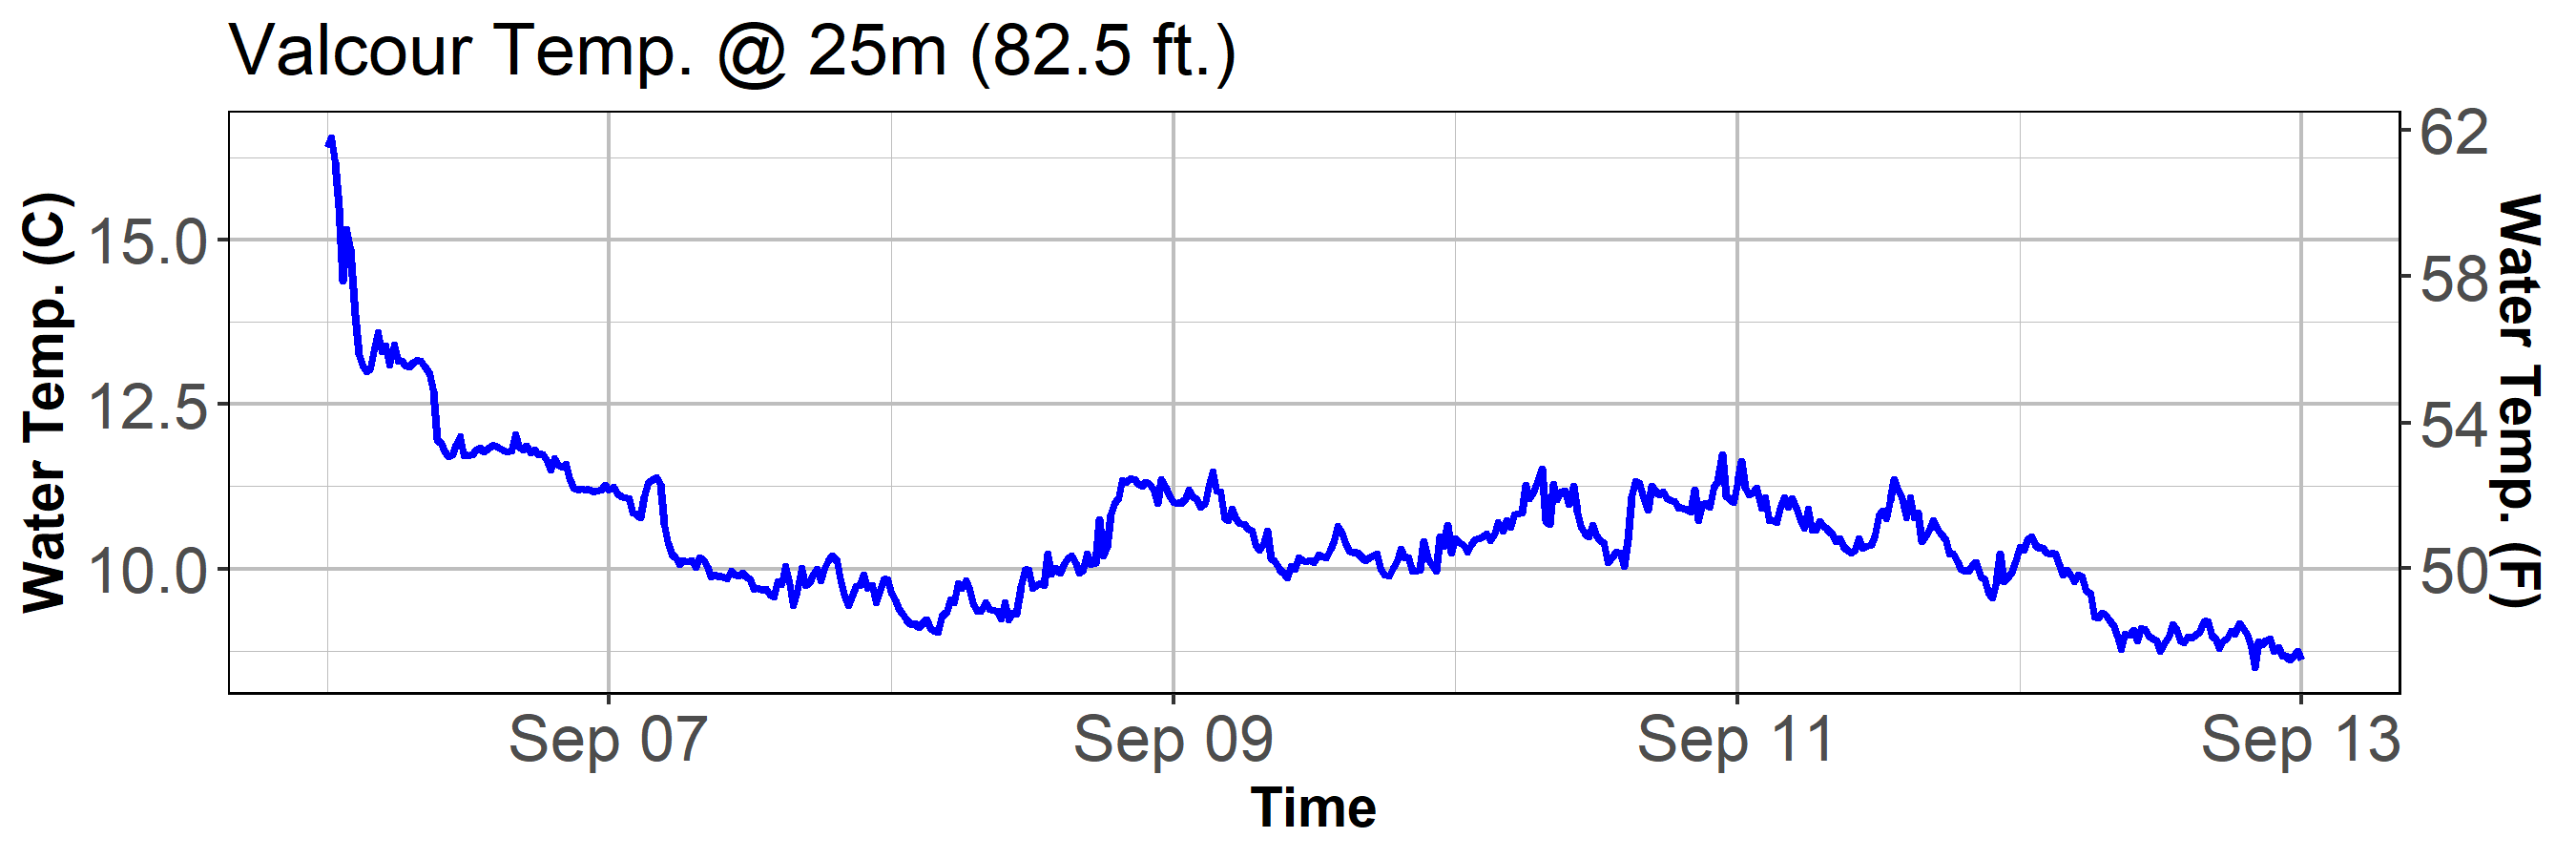 Valcour Temp. @ 25m (82.5 ft.)
Water Temp. (C)
15.0
12.5
10.0
62
58
54
50
Water Temp. (F)
Sep 07 Sep 09 Sep 11 Sep 13
Time